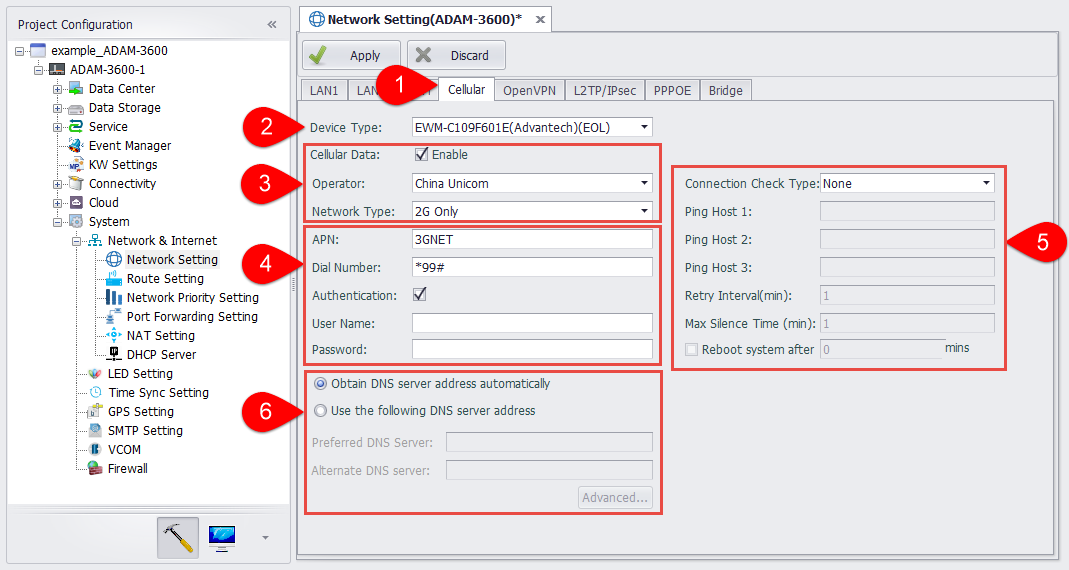 Project Configuration «
example_ADAM-3600
ADAM-3600-1
Data Center
Data Storage
Service
Event Manager
KW Settings
Connectivity
Cloud
System
Network & Internet
Network Setting
Route Setting
Network Priority Setting
Port Forwarding Setting
NAT Setting
DHCP Server
LED Setting
Time Sync Setting
GPS Setting
SMTP Setting
VCOM
Firewall
Network Setting(ADAM-3600)* ×
Apply Discard
1
LAN1 Cellular OpenVPN L2TP/IPsec PPPOE Bridge
2
Device Type: EWM-C109F601E(Advantech)(EOL)
3
Cellular Data: Enable
Operator: China Unicom
Network Type: 2G Only
4
APN: 3GNET
Dial Number: *99#
Authentication:
User Name:
Password:
5
Connection Check Type: None
Ping Host 1:
Ping Host 2:
Ping Host 3:
Retry Interval(min): 1
Max Silence Time (min): 1
Reboot system after 0 mins
6
Obtain DNS server address automatically
Use the following DNS server address
Preferred DNS Server:
Alternate DNS server:
Advanced...